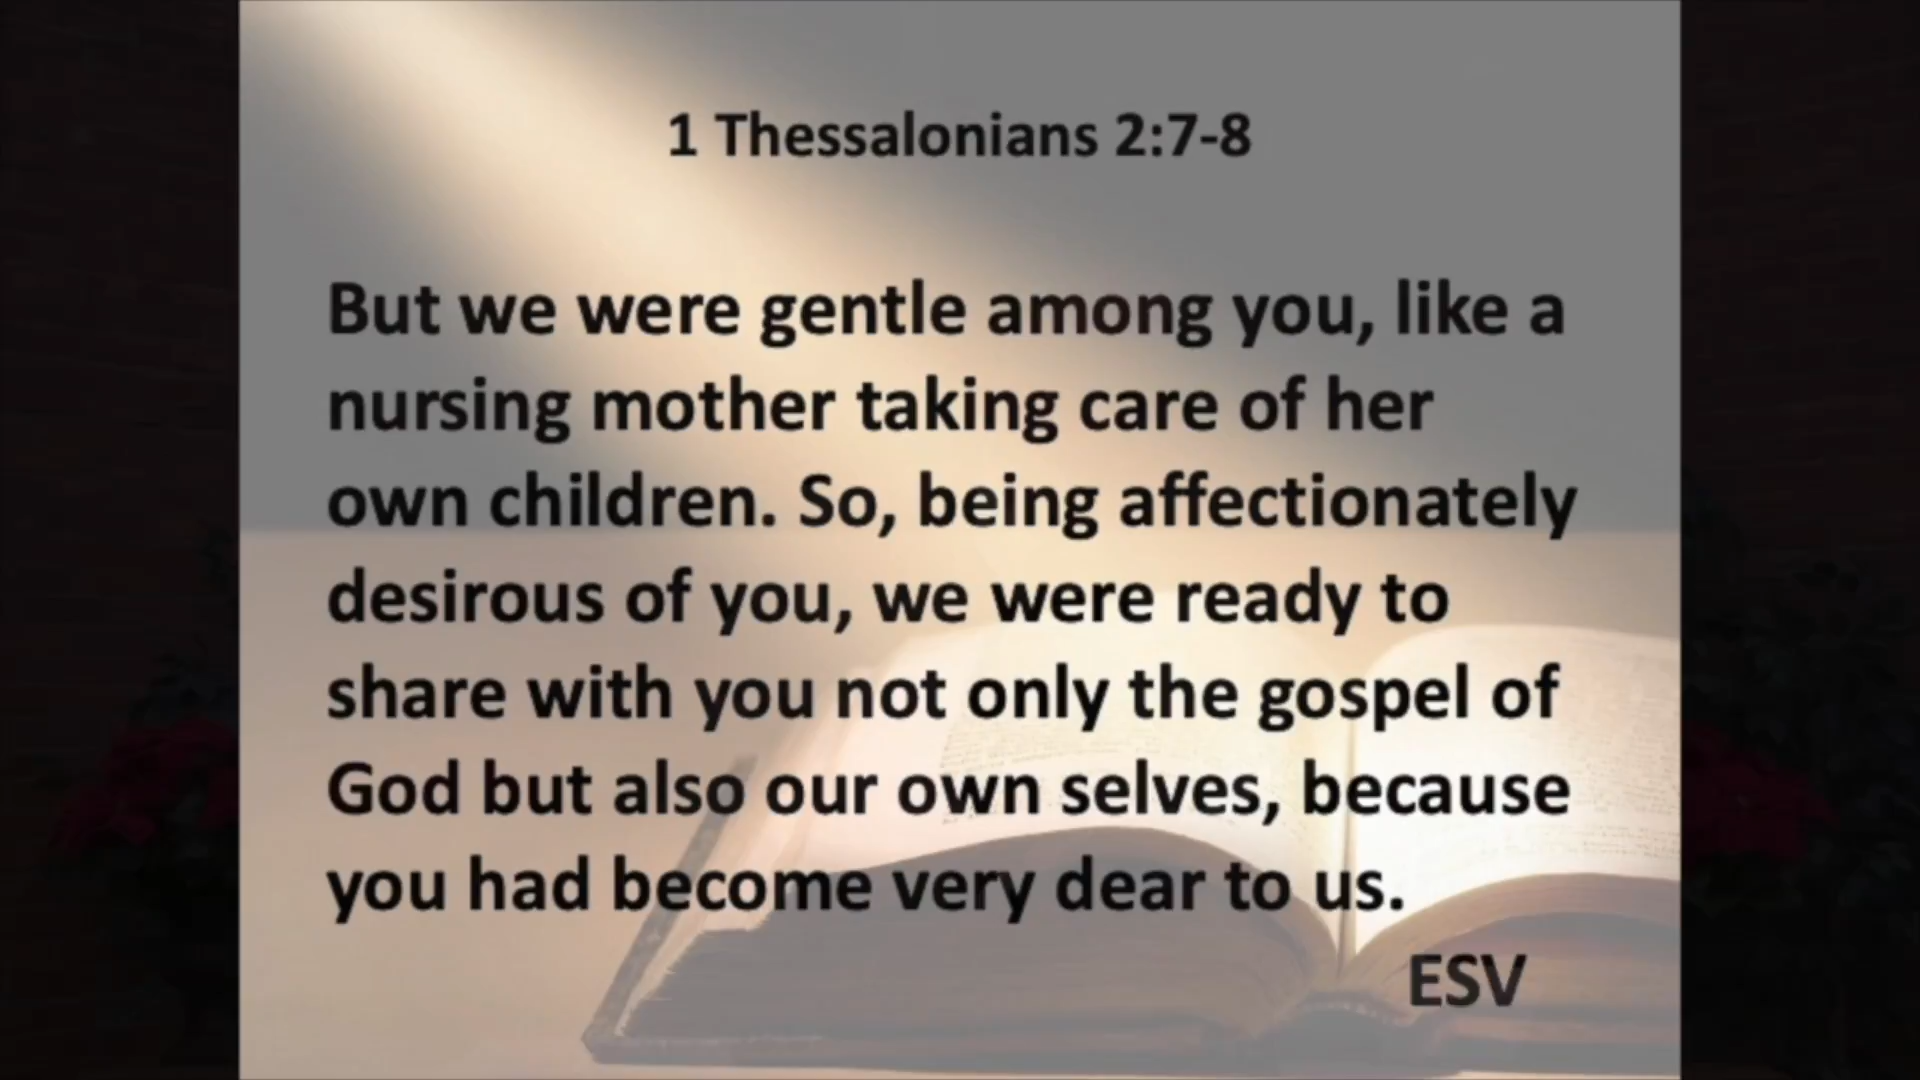 1 Thessalonians 2:7-8
But we were gentle among you, like a
nursing mother taking care of her
own children. So, being affectionately
desirous of you, we were ready to
share with you not only the gospel of
God but also our own selves, because
you had become very dear to us.
ESV